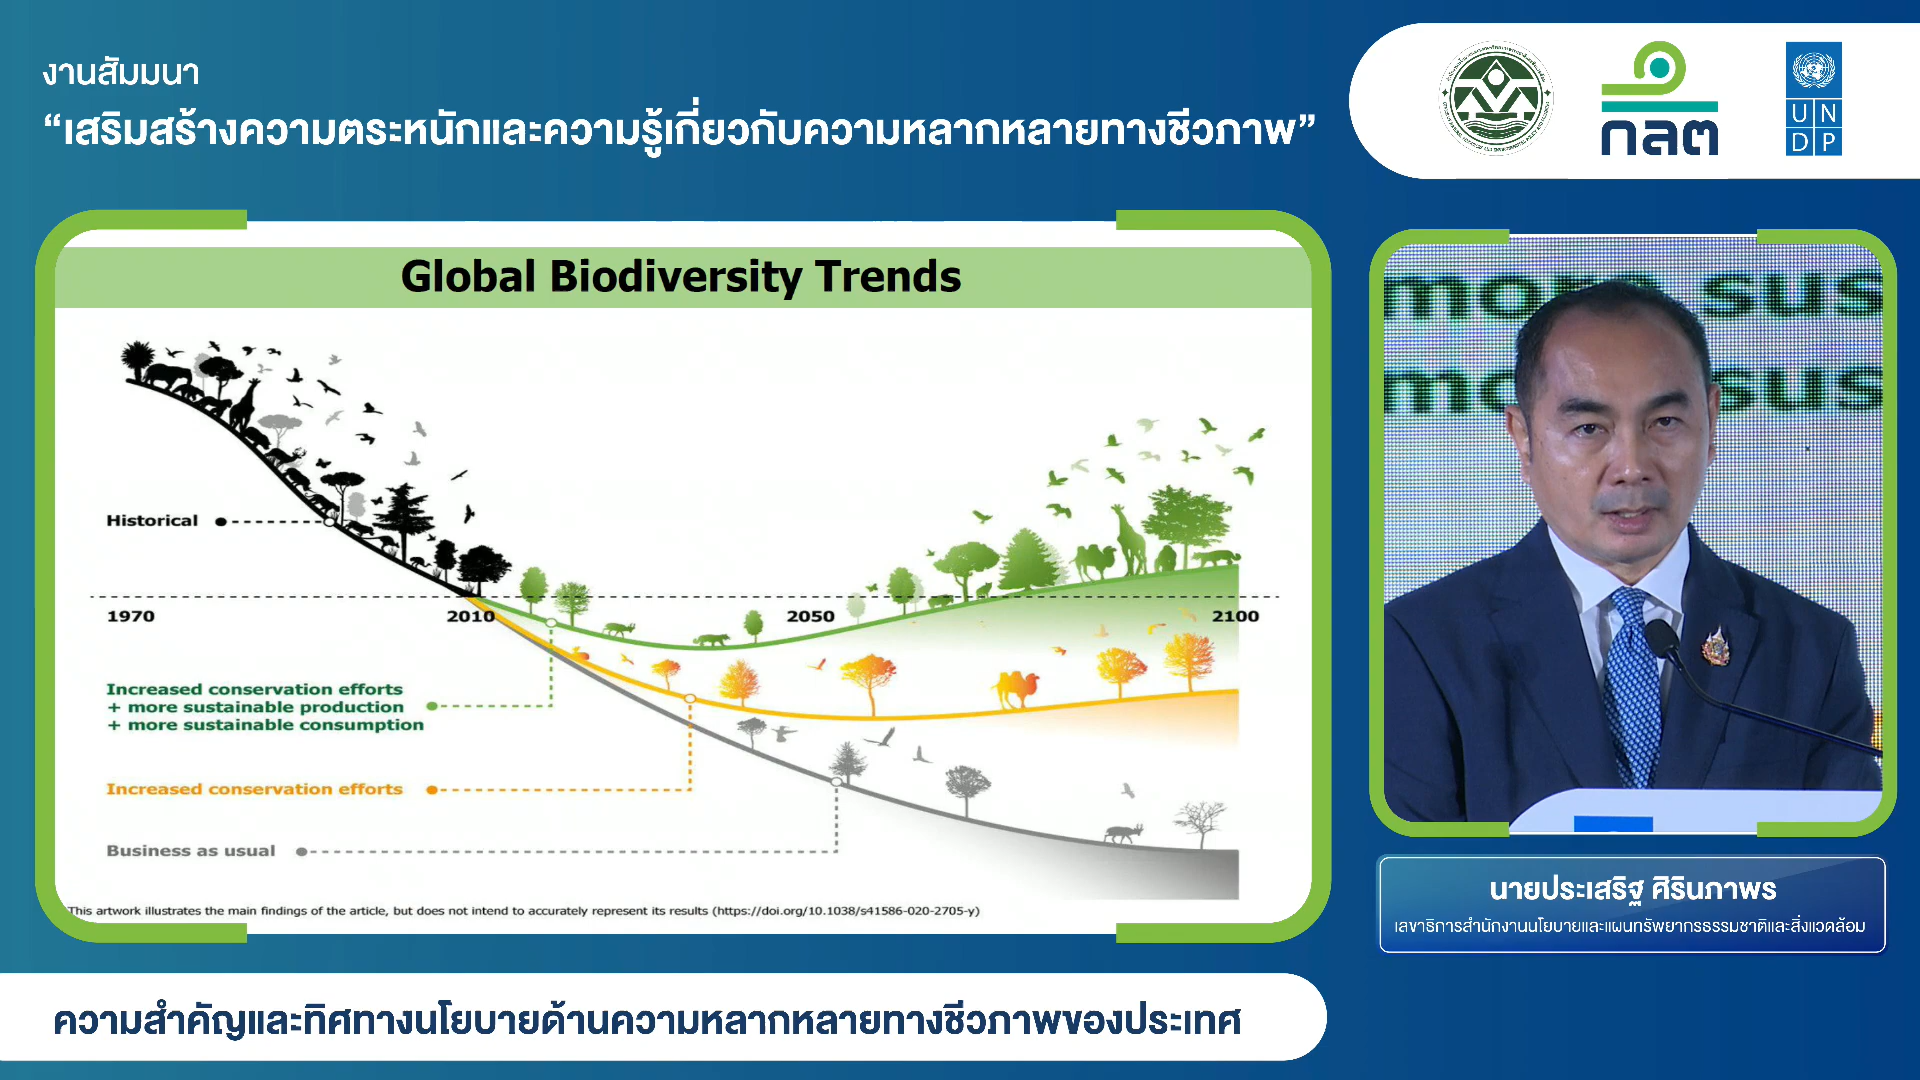 งานสัมมนา
“เสริมสร้างความตระหนักและความรู้เกี่ยวกับความหลากหลายทางชีวภาพ”
กลต
U N
D P
Global Biodiversity Trends
Historical
1970
2010
2050
2100
Increased conservation efforts
+ more sustainable production
+ more sustainable consumption
Increased conservation efforts
Business as usual
This artwork illustrates the main findings of the article, but does not intend to accurately represent its results (https://doi.org/10.1038/s41586-020-2705-y)
more sus
mo sus
นายประเสริฐ ศิรินภาพร
เลขาธิการสำนักงานนโยบายและแผนทรัพยากรธรรมชาติและสิ่งแวดล้อม
ความสำคัญและทิศทางนโยบายด้านความหลากหลายทางชีวภาพของประเทศ